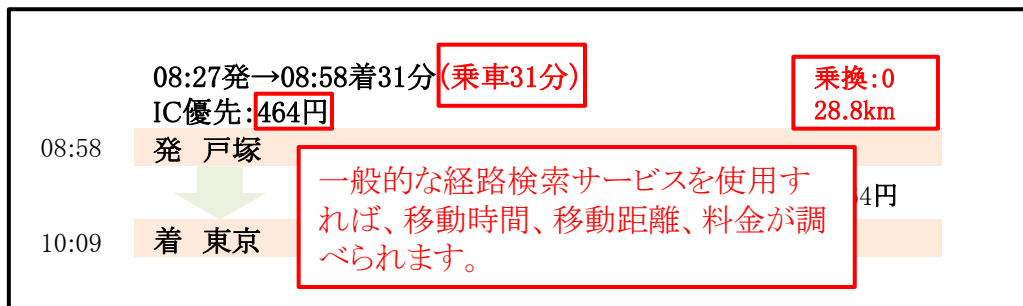 08:27発→08:58着31分(乗車31分)
乗換:0
IC優先:464円
28.8km
08:58 発 戸塚
一般的な経路検索サービスを使用す
れば、移動時間、移動距離、料金が調
べられます。
4円
10:09 着 東京